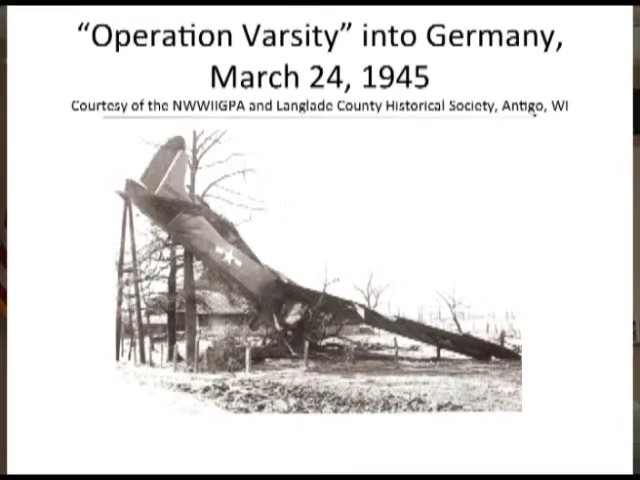 “Operation Varsity” into Germany,
March 24, 1945
Courtesy of the NWWIIGPA and Langlade County Historical Society, Antigo, WI